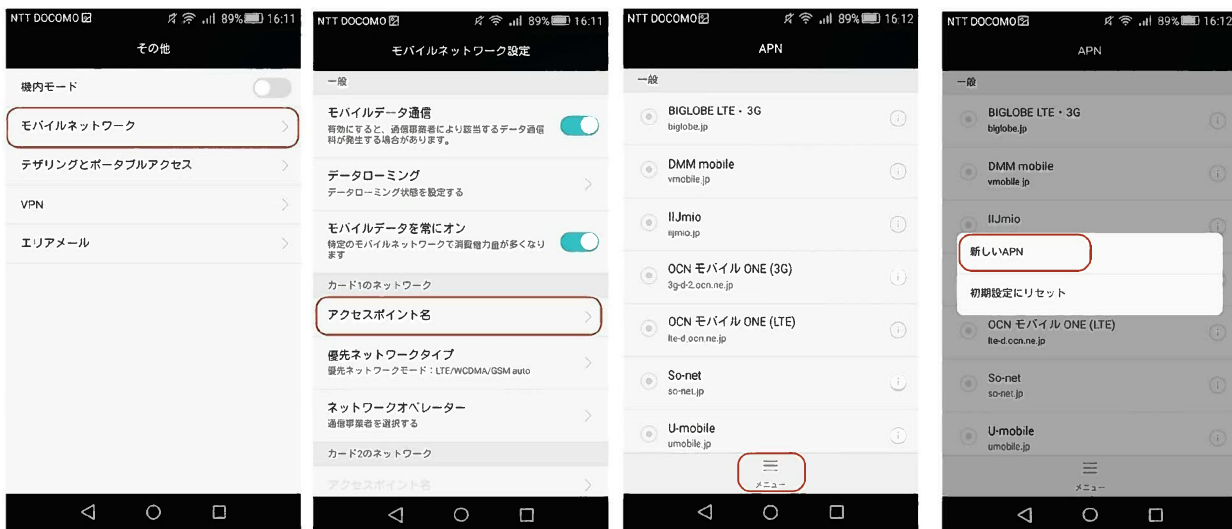 NTT DOCOMO 89% 16:11
その他
機内モード
モバイルネットワーク
テザリングとポータブルアクセス
VPN
エリアメール
NTT DOCOMO 89% 16:11
モバイルネットワーク設定
一般
モバイルデータ通信
有効にすると、通信事業者により該当するデータ通信
料が発生する場合があります。
データローミング
データローミング状態を設定する
モバイルデータを常にオン
特定のモバイルネットワークで消費電力量が多くなり
ます
カード1のネットワーク
アクセスポイント名
優先ネットワークタイプ
優先ネットワークモード：LTE/WCDMA/GSM auto
ネットワークオペレーター
通信事業者を選択する
カード2のネットワーク
アクセスポイント名
NTT DOCOMO 89% 16:12
APN
一般
BIGLOBE LTE・3G
biglobe.jp
DMM mobile
vmobile.jp
IIJmio
iijmio.jp
OCN モバイル ONE (3G)
3g-d-2.ocn.ne.jp
OCN モバイル ONE (LTE)
lte-d.ocn.ne.jp
So-net
so-net.jp
U-mobile
umobile.jp
メニュー
NTT DOCOMO 89% 16:12
APN
一般
BIGLOBE LTE・3G
biglobe.jp
DMM mobile
vmobile.jp
IIJmio
新しいAPN
初期設定にリセット
OCN モバイル ONE (LTE)
lte-d.ocn.ne.jp
So-net
so-net.jp
U-mobile
umobile.jp
メニュー